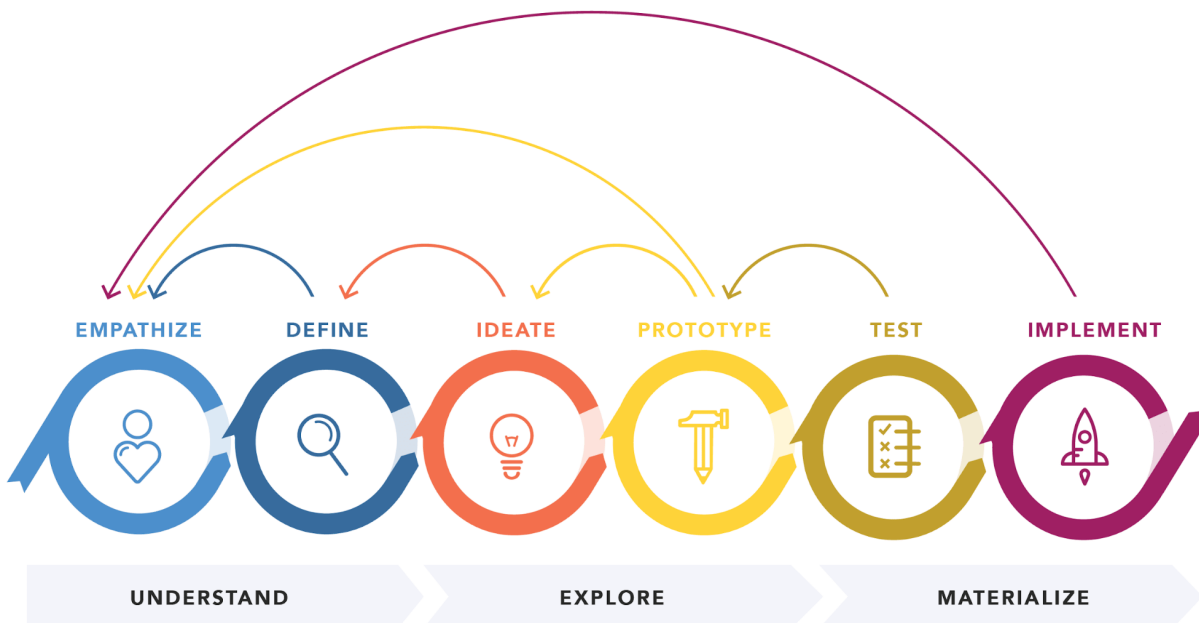 EMPATHIZE
DEFINE
IDEATE
PROTOTYPE
TEST
IMPLEMENT
UNDERSTAND
EXPLORE
MATERIALIZE